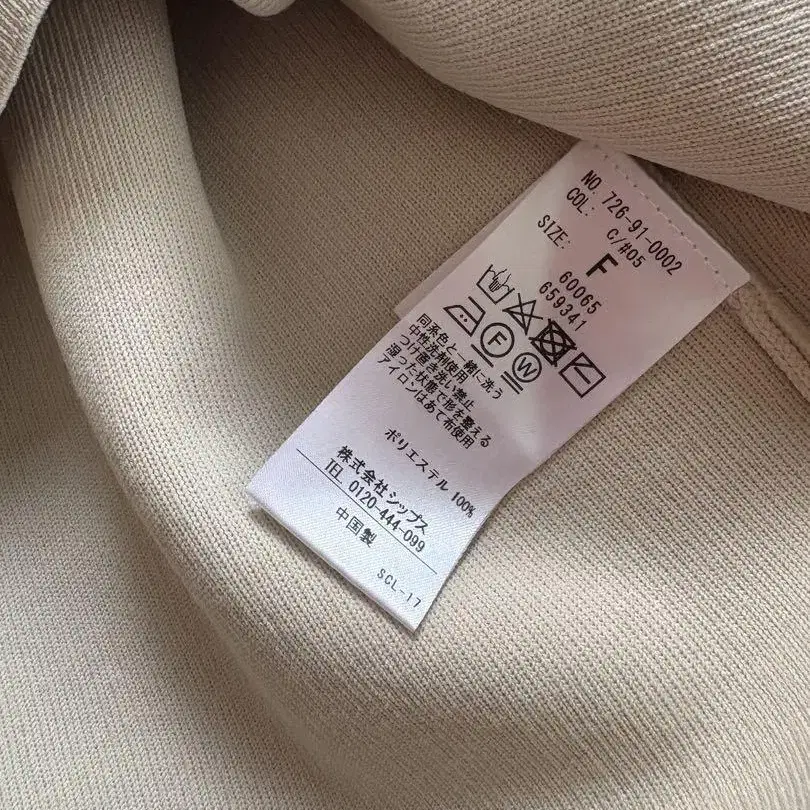 NO. 726-91-0002
COL: C/#05
SIZE: F
60065
659341
F W
同系色と一緒に洗う
中性洗剤使用
つけ置き洗い禁止
湿った状態で形を整える
アイロンはあて布使用
ポリエステル 100%
株式会社シップス
TEL. 0120-444-099
中国製
SCL-17